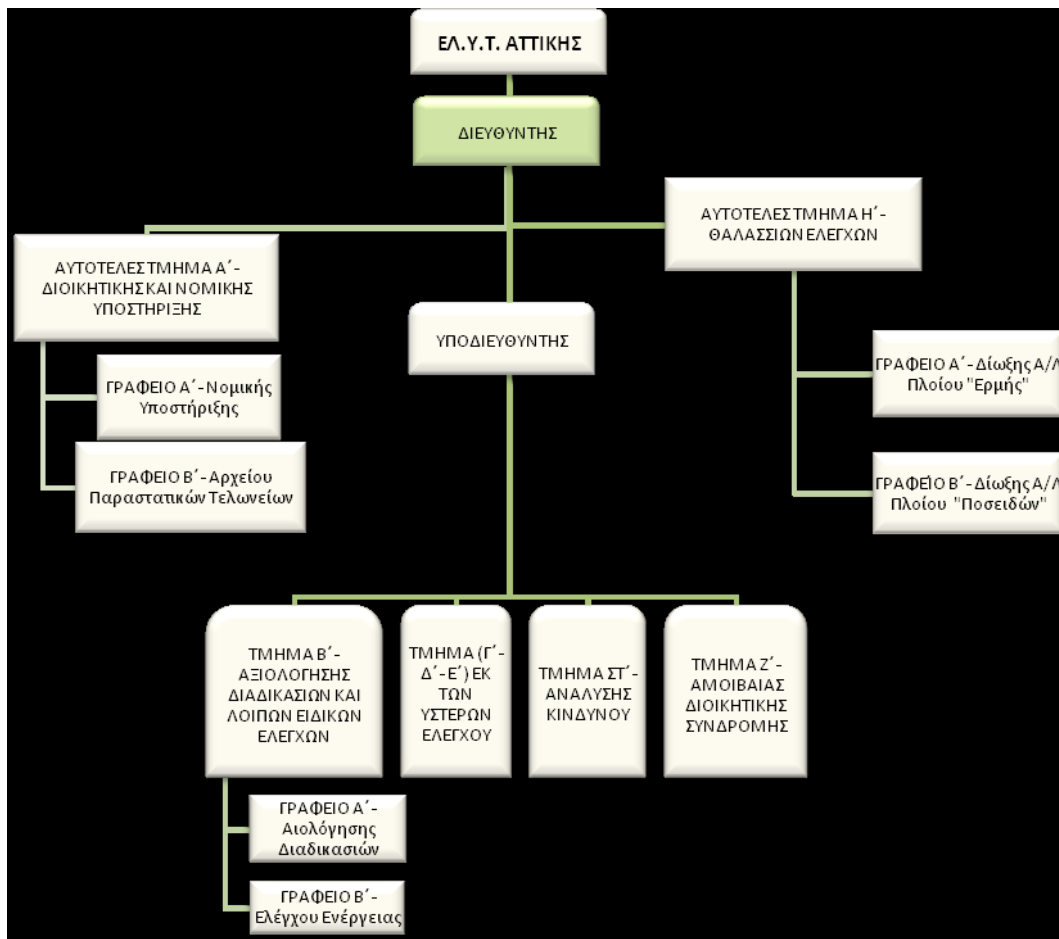 ΕΛ.Υ.Τ. ΑΤΤΙΚΗΣ
ΔΙΕΥΘΥΝΤΗΣ
ΑΥΤΟΤΕΛΕΣ ΤΜΗΜΑ Η΄-
ΘΑΛΑΣΣΙΩΝ ΕΛΕΓΧΩΝ
ΑΥΤΟΤΕΛΕΣ ΤΜΗΜΑ Α΄-
ΔΙΟΙΚΗΤΙΚΗΣ ΚΑΙ ΝΟΜΙΚΗΣ
ΥΠΟΣΤΗΡΙΞΗΣ
ΥΠΟΔΙΕΥΘΥΝΤΗΣ
ΓΡΑΦΕΙΟ Α΄- Νομικής
Υποστήριξης
ΓΡΑΦΕΙΟ Β΄- Αρχείου
Παραστατικών Τελωνείων
ΓΡΑΦΕΙΟ Α΄- Δίωξης Α/Λ
Πλοίου "Ερμής"
ΓΡΑΦΕΙΟ Β΄- Δίωξης Α/Λ
Πλοίου "Ποσειδών"
ΤΜΗΜΑ Β΄-
ΑΞΙΟΛΟΓΗΣΗΣ
ΔΙΑΔΙΚΑΣΙΩΝ ΚΑΙ
ΛΟΙΠΩΝ ΕΙΔΙΚΩΝ
ΕΛΕΓΧΩΝ
ΤΜΗΜΑ (Γ΄-
Δ΄- Ε΄) ΕΚ
ΤΩΝ
ΥΣΤΕΡΩΝ
ΕΛΕΓΧΟΥ
ΤΜΗΜΑ ΣΤ΄-
ΑΝΑΛΥΣΗΣ
ΚΙΝΔΥΝΟΥ
ΤΜΗΜΑ Ζ΄-
ΑΜΟΙΒΑΙΑΣ
ΔΙΟΙΚΗΤΙΚΗΣ
ΣΥΝΔΡΟΜΗΣ
ΓΡΑΦΕΙΟ Α΄-
Αιολόγησης
Διαδικασιών
ΓΡΑΦΕΙΟ Β΄-
Ελέγχου Ενέργειας